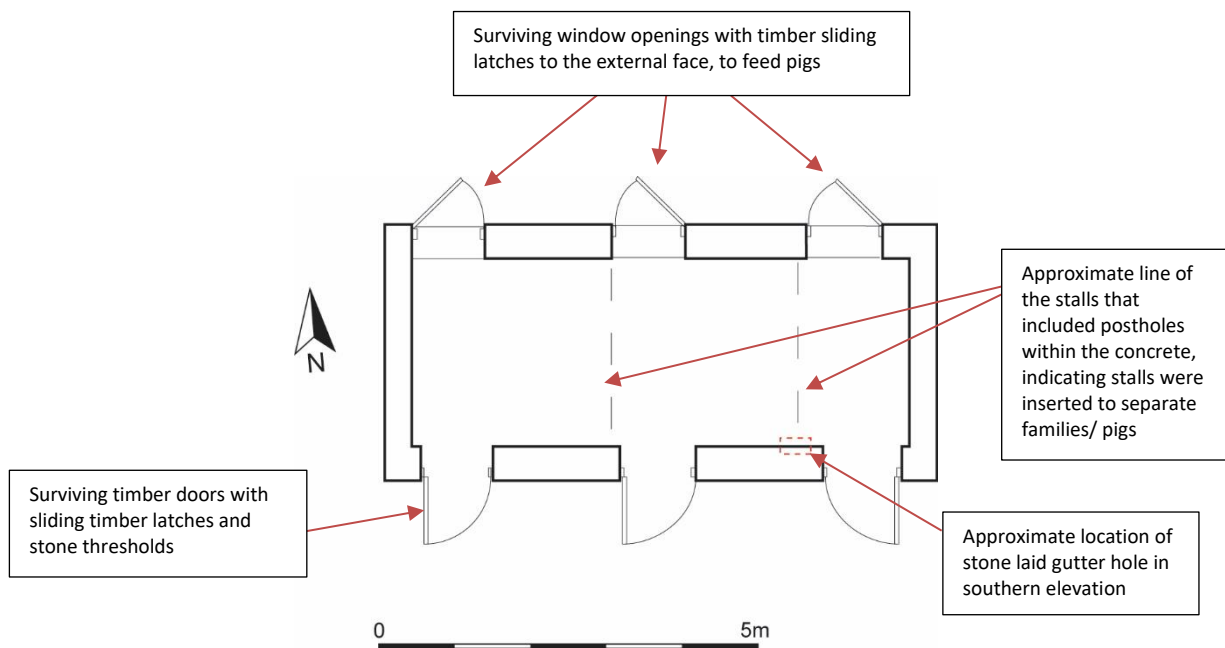 Surviving window openings with timber sliding
latches to the external face, to feed pigs
Approximate line of
the stalls that
included postholes
within the concrete,
indicating stalls were
inserted to separate
families/ pigs
N
Surviving timber doors with
sliding timber latches and
stone thresholds
Approximate location of
stone laid gutter hole in
southern elevation
0
5m